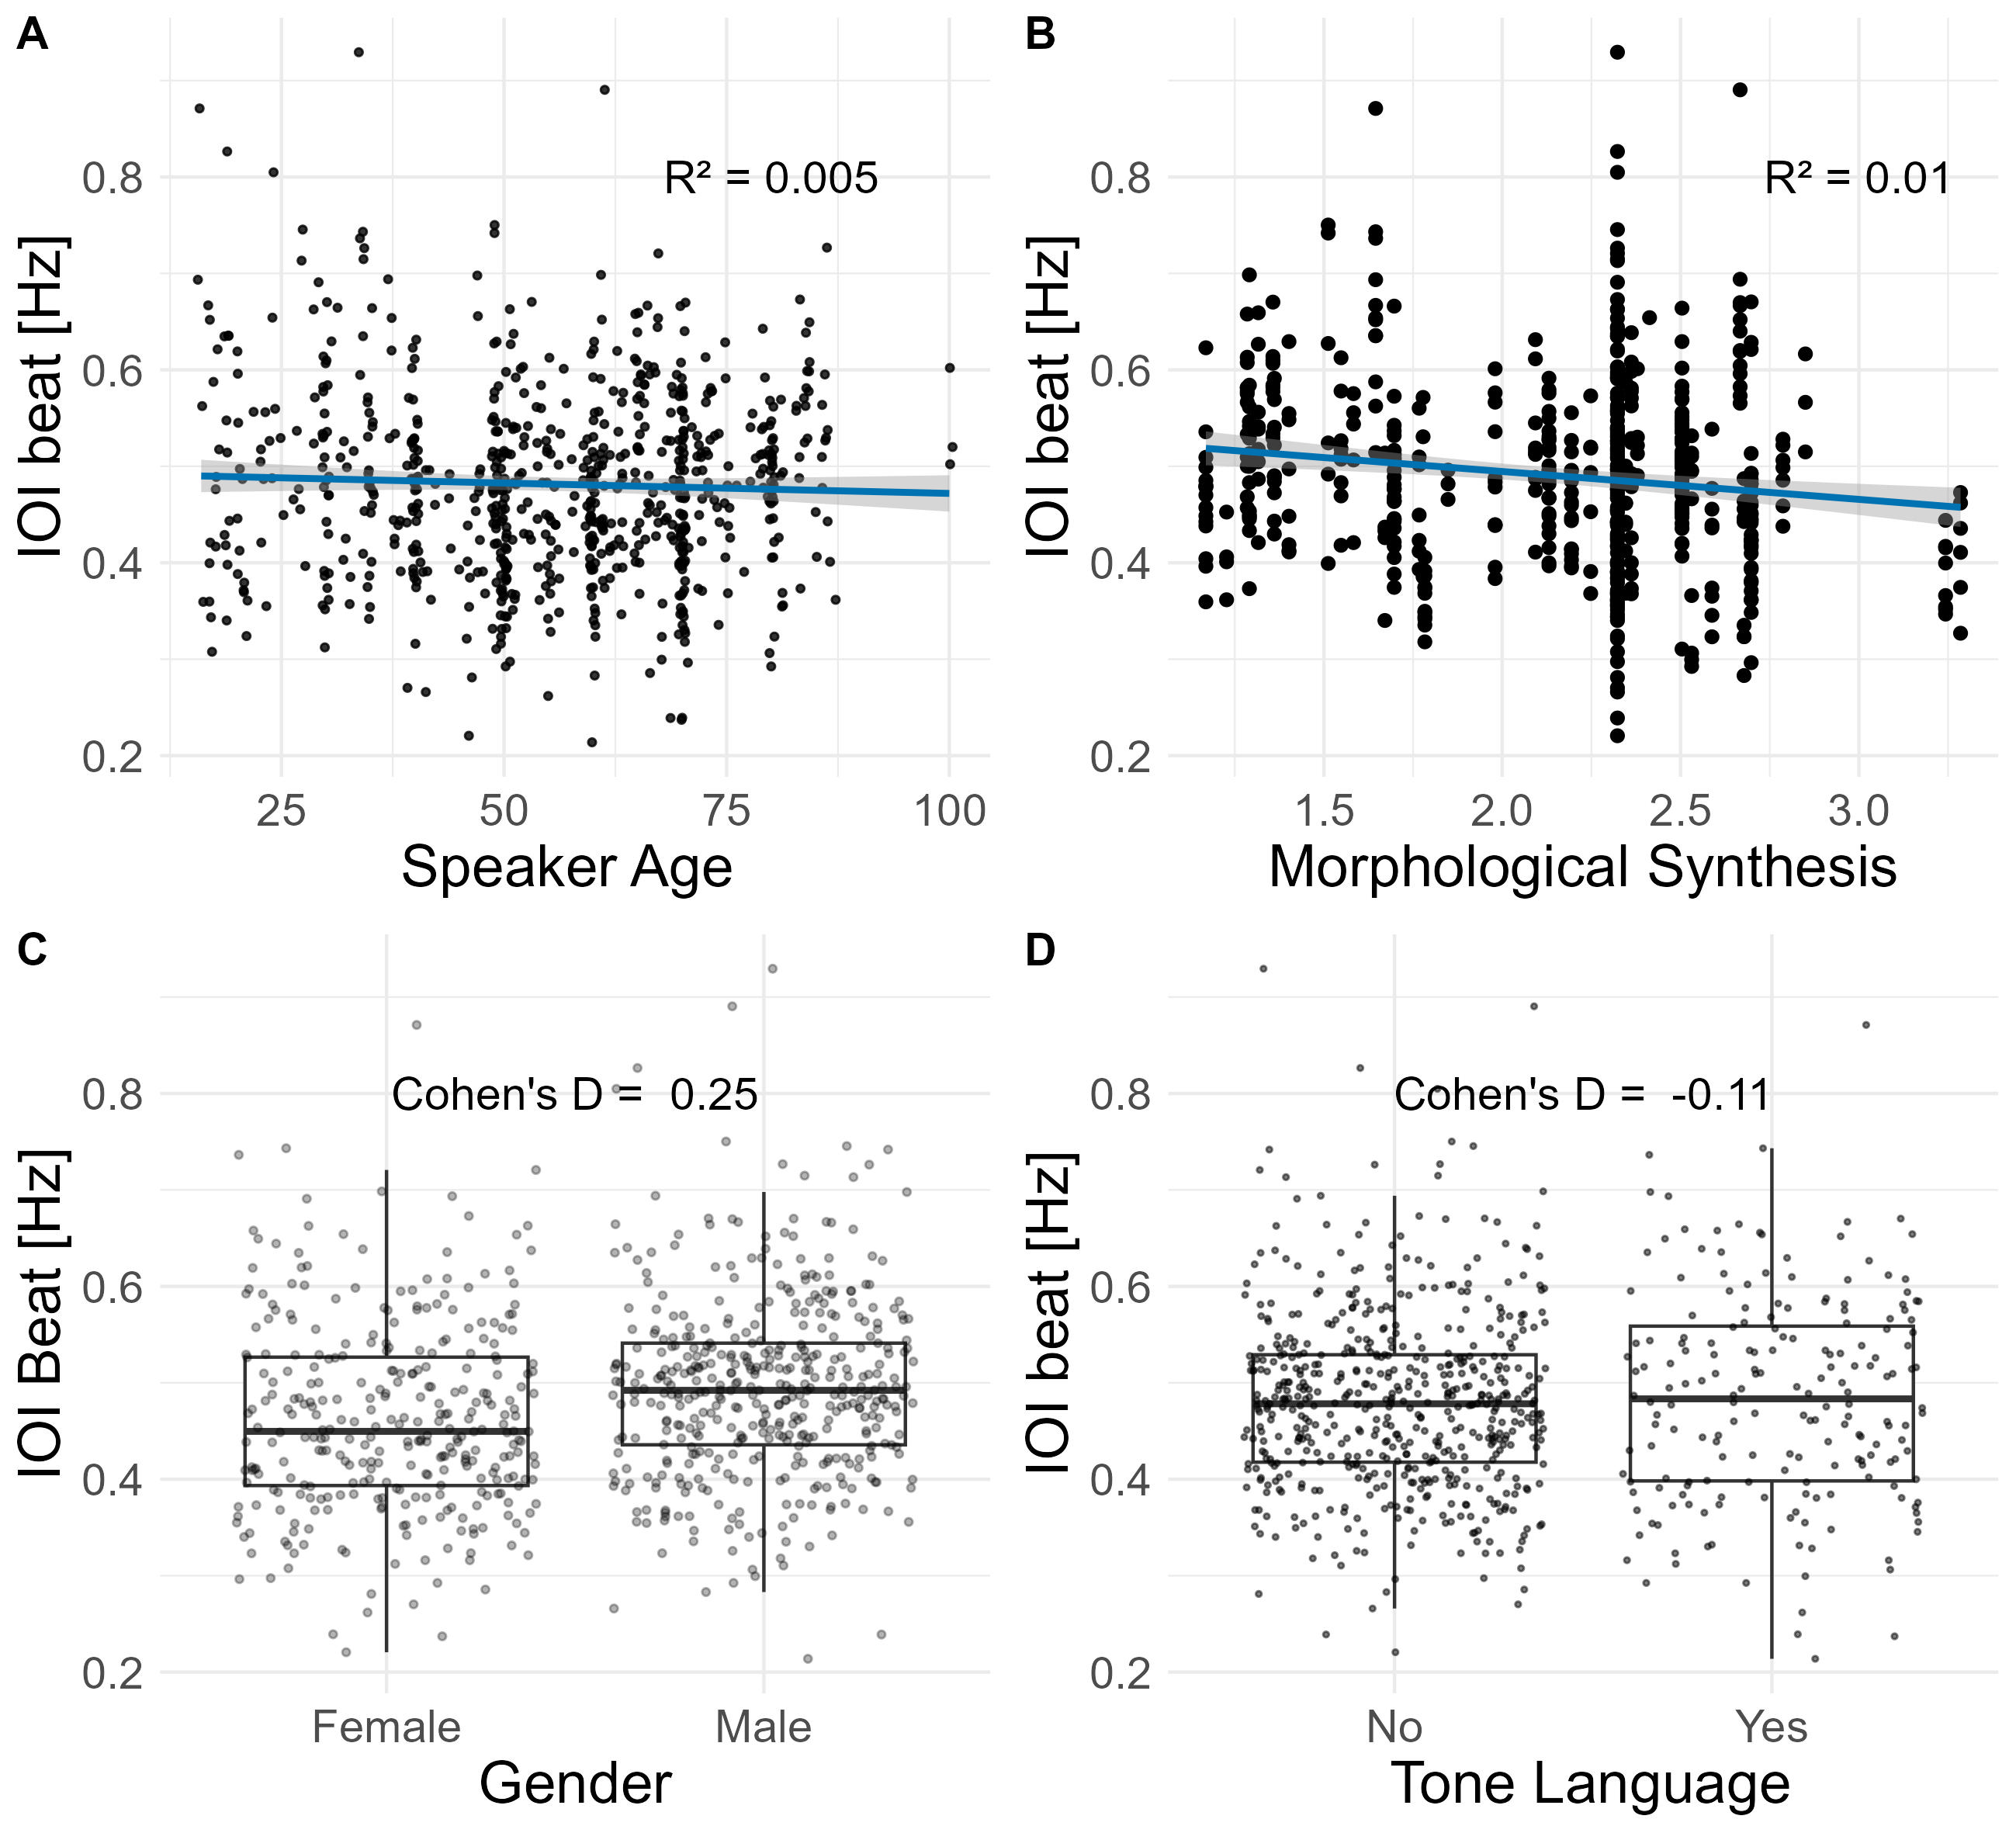 A
IOI beat [Hz]
0.8
0.6
0.4
0.2
R² = 0.005
25 50 75 100
Speaker Age
B
IOI beat [Hz]
0.8
0.6
0.4
0.2
R² = 0.01
1.5 2.0 2.5 3.0
Morphological Synthesis
C
IOI Beat [Hz]
0.8
0.6
0.4
0.2
Cohen's D = 0.25
Female Male
Gender
D
IOI beat [Hz]
0.8
0.6
0.4
0.2
Cohen's D = -0.11
No Yes
Tone Language